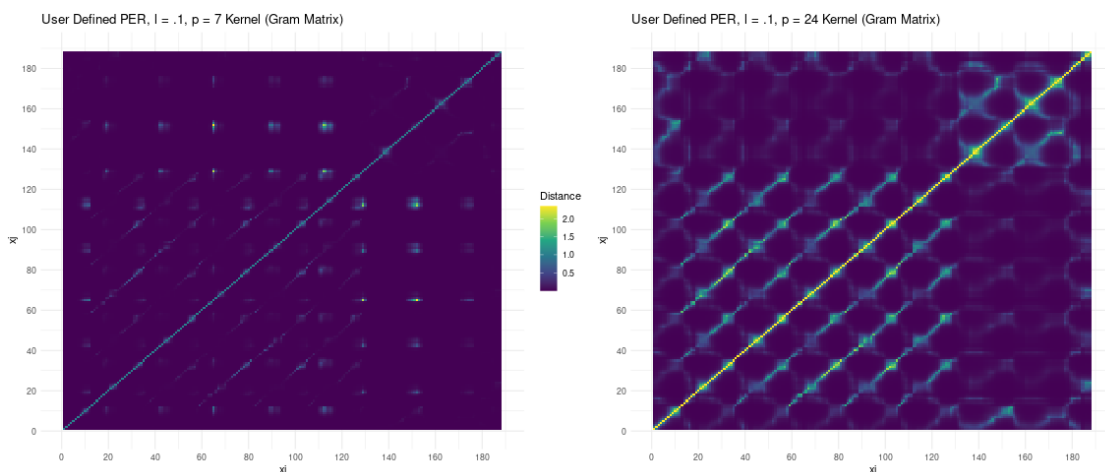 User Defined PER, l = .1, p = 7 Kernel (Gram Matrix)
180
160
140
120
100
80
60
40
20
0
xj
0 20 40 60 80 100 120 140 160 180
xi
Distance
2.0
1.5
1.0
0.5
User Defined PER, l = .1, p = 24 Kernel (Gram Matrix)
180
160
140
120
100
80
60
40
20
0
xj
0 20 40 60 80 100 120 140 160 180
xi